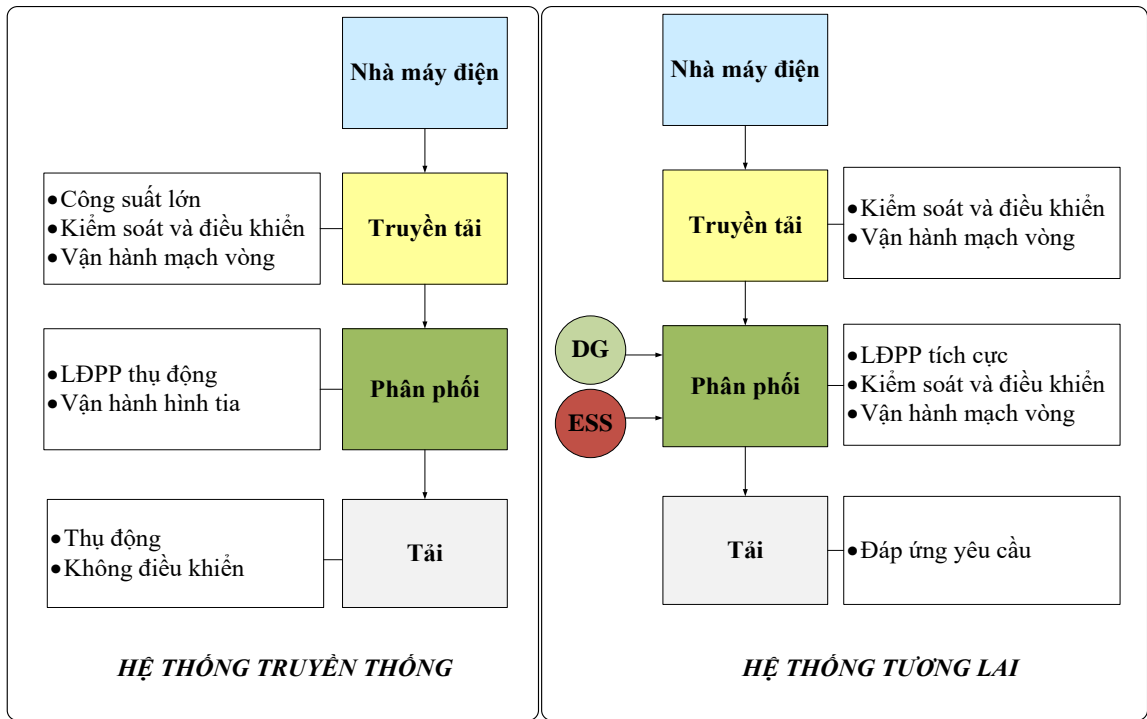 Nhà máy điện
●Công suất lớn
●Kiểm soát và điều khiển
●Vận hành mạch vòng
Truyền tải
●LĐPP thụ động
●Vận hành hình tia
Phân phối
●Thụ động
●Không điều khiển
Tải
HỆ THỐNG TRUYỀN THỐNG
Nhà máy điện
Truyền tải
●Kiểm soát và điều khiển
●Vận hành mạch vòng
DG
ESS
Phân phối
●LĐPP tích cực
●Kiểm soát và điều khiển
●Vận hành mạch vòng
Tải
●Đáp ứng yêu cầu
HỆ THỐNG TƯƠNG LAI